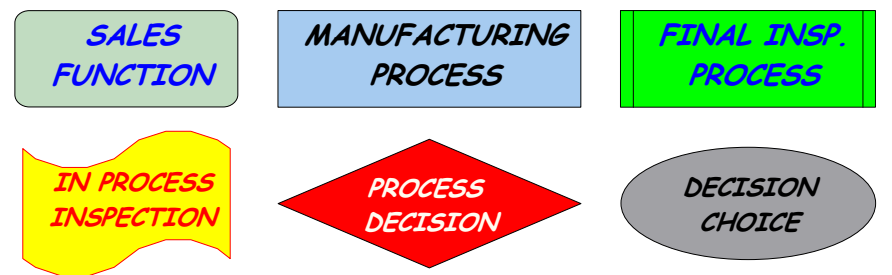 SALES
FUNCTION
MANUFACTURING
PROCESS
FINAL INSP.
PROCESS
IN PROCESS
INSPECTION
PROCESS
DECISION
DECISION
CHOICE